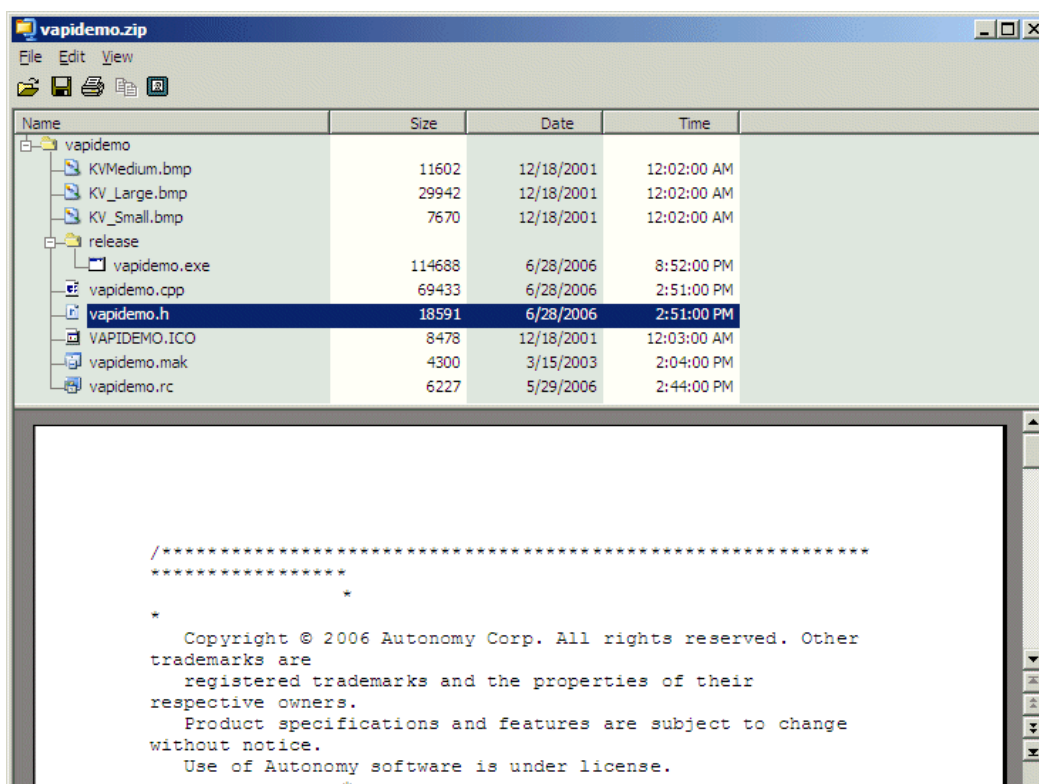 vapidemo.zip
File Edit View
Name Size Date Time
vapidemo
KVMedium.bmp 11602 12/18/2001 12:02:00 AM
KV_Large.bmp 29942 12/18/2001 12:02:00 AM
KV_Small.bmp 7670 12/18/2001 12:02:00 AM
release
vapidemo.exe 114688 6/28/2006 8:52:00 PM
vapidemo.cpp 69433 6/28/2006 2:51:00 PM
vapidemo.h 18591 6/28/2006 2:51:00 PM
VAPIDEMO.ICO 8478 12/18/2001 12:03:00 AM
vapidemo.mak 4300 3/15/2003 2:04:00 PM
vapidemo.rc 6227 5/29/2006 2:44:00 PM
/*************************************************************
*****************
*
*
Copyright © 2006 Autonomy Corp. All rights reserved. Other
trademarks are
registered trademarks and the properties of their
respective owners.
Product specifications and features are subject to change
without notice.
Use of Autonomy software is under license.